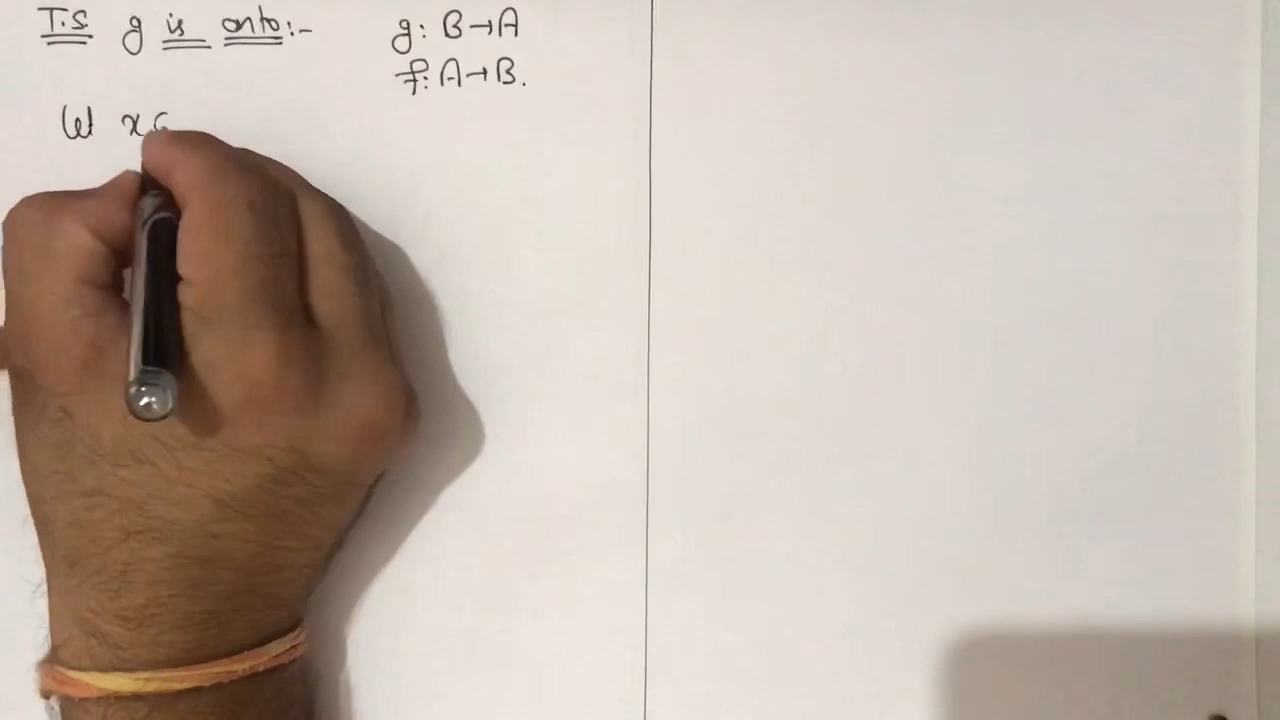 T.S. g is onto:-
g: B→A
f: A→B.
Let x